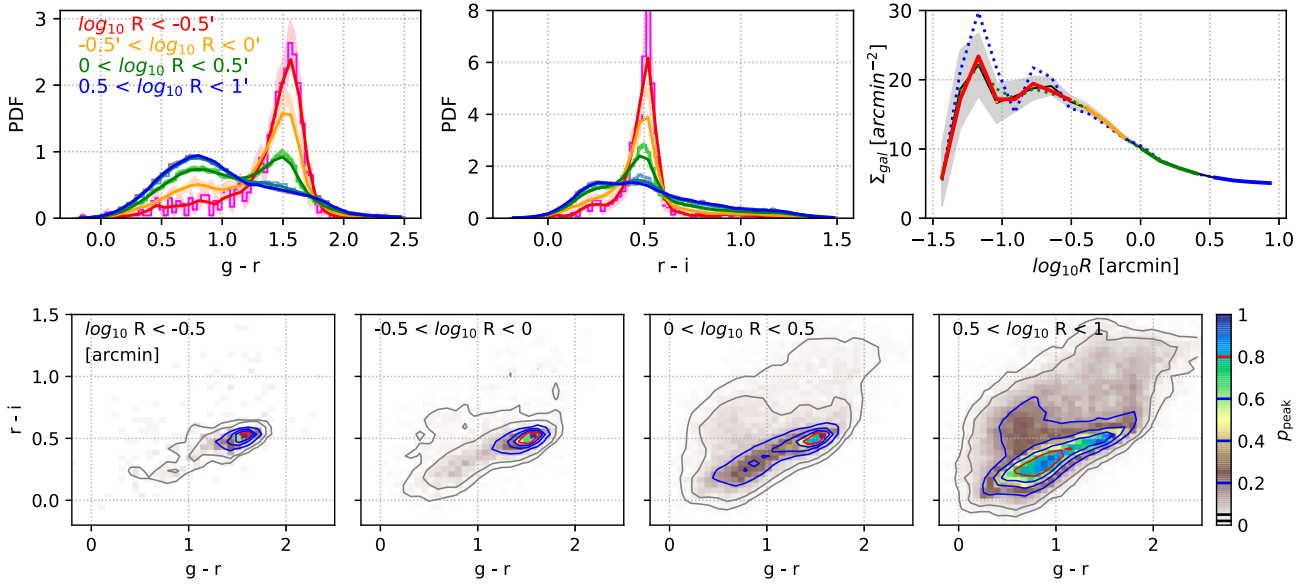 log₁₀ R < -0.5'
-0.5' < log₁₀ R < 0'
0 < log₁₀ R < 0.5'
0.5 < log₁₀ R < 1'
PDF
3
2
1
0
0.0 0.5 1.0 1.5 2.0 2.5
g - r
PDF
8
6
4
2
0
0.0 0.5 1.0 1.5
r - i
Σgal [arcmin⁻²]
30
20
10
0
−1.5 −1.0 −0.5 0.0 0.5 1.0
log₁₀R [arcmin]
r - i
1.5
1.0
0.5
0.0
log₁₀ R < -0.5
[arcmin]
0 1 2
g - r
-0.5 < log₁₀ R < 0
0 1 2
g - r
0 < log₁₀ R < 0.5
0 1 2
g - r
0.5 < log₁₀ R < 1
0 1 2
g - r
1
0.8
0.6
0.4
0.2
0
ppeak